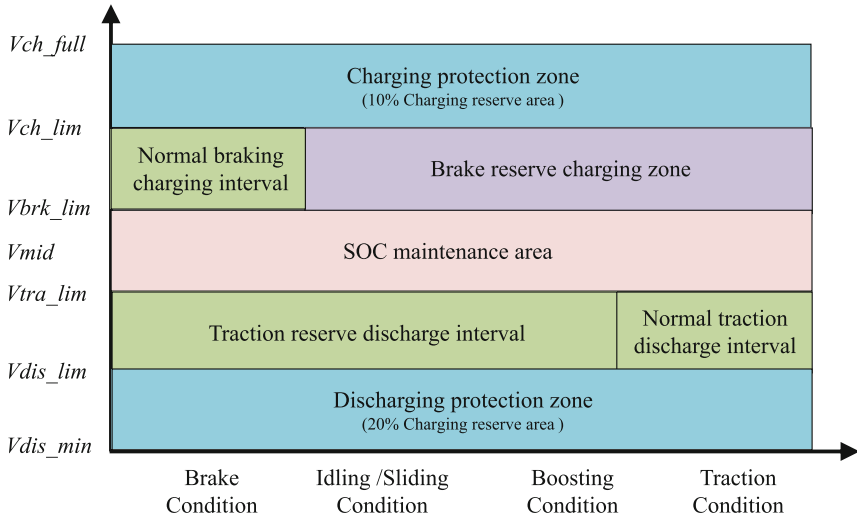 Vch_full
Charging protection zone
(10% Charging reserve area )
Vch_lim
Normal braking
charging interval
Brake reserve charging zone
Vbrk_lim
Vmid
SOC maintenance area
Vtra_lim
Traction reserve discharge interval
Normal traction
discharge interval
Vdis_lim
Discharging protection zone
(20% Charging reserve area )
Vdis_min
Brake
Condition
Idling /Sliding
Condition
Boosting
Condition
Traction
Condition